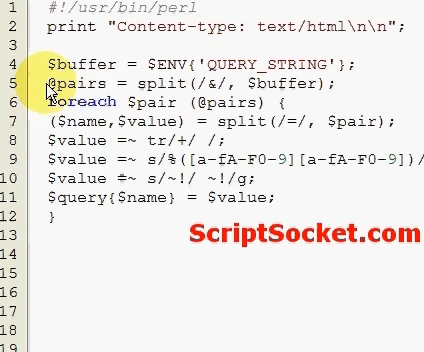 1 #!/usr/bin/perl
2 print "Content-type: text/html\n\n";
3
4 $buffer = $ENV{'QUERY_STRING'};
5 @pairs = split(/&/, $buffer);
6 foreach $pair (@pairs) {
7 ($name,$value) = split(/=/, $pair);
8 $value =~ tr/+/ /;
9 $value =~ s/%([a-fA-F0-9][a-fA-F0-9])/
10 $value =~ s/~!/ ~!/g;
11 $query{$name} = $value;
12 }
13
ScriptSocket.com
14
15
16
17
18
19